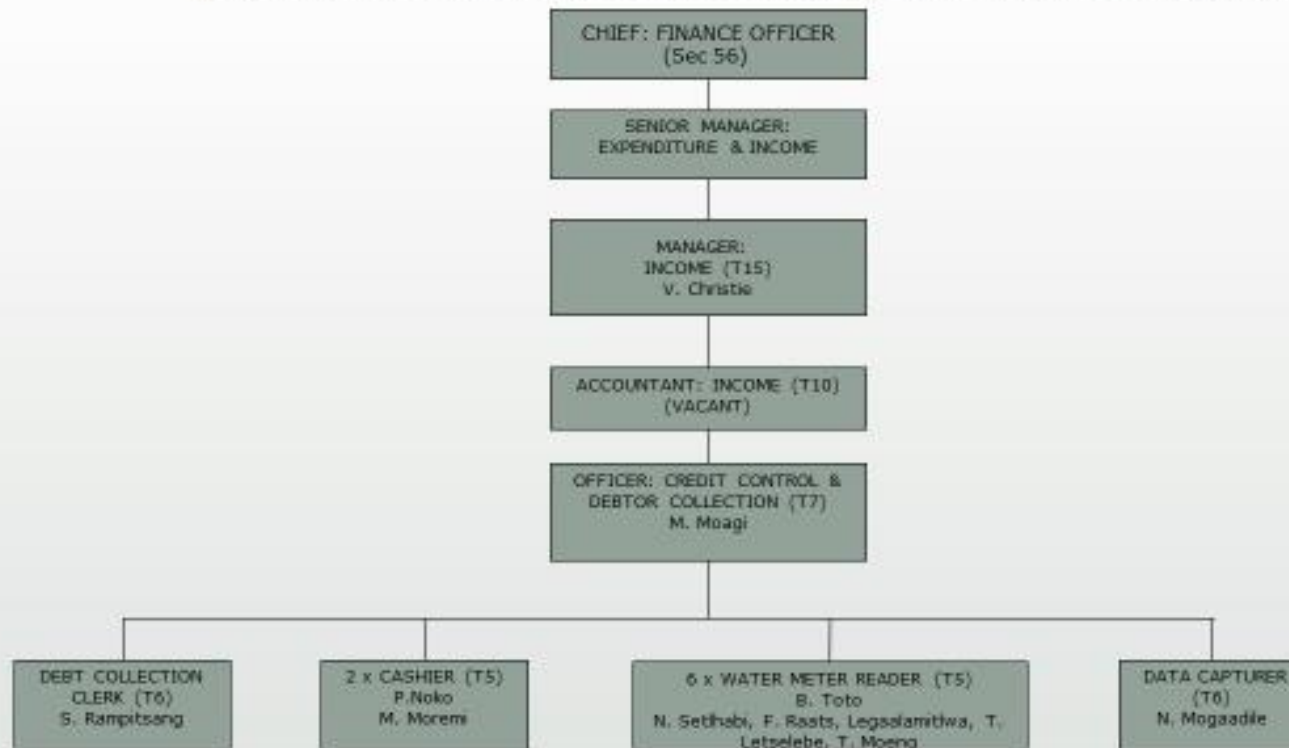 CHIEF: FINANCE OFFICER
(Sec 56)
SENIOR MANAGER:
EXPENDITURE & INCOME
MANAGER:
INCOME (T15)
V. Christie
ACCOUNTANT: INCOME (T10)
(VACANT)
OFFICER: CREDIT CONTROL &
DEBTOR COLLECTION (T7)
M. Moagi
DEBT COLLECTION
CLERK (T6)
S. Rampitsang
2 x CASHIER (T5)
P.Noko
M. Moremi
6 x WATER METER READER (T5)
B. Toto
N. Setlhabi, F. Raats, Legaalamitlwa, T.
Letselebe, T. Moeng
DATA CAPTURER
(T6)
N. Mogaadile